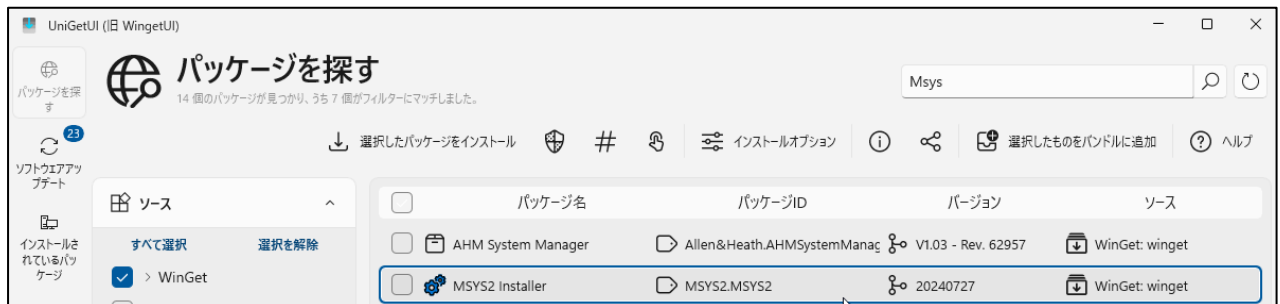 UniGetUI (旧 WingetUI)
パッケージを探す
パッケージを探す
14 個のパッケージが見つかり、うち 7 個がフィルターにマッチしました。
Msys
23
ソフトウェアアップデート
選択したパッケージをインストール
インストールオプション
選択したものをバンドルに追加
ヘルプ
インストールされているパッケージ
ソース
すべて選択 選択を解除
WinGet
パッケージ名 パッケージID バージョン ソース
AHM System Manager Allen&Heath.AHMSystemManag V1.03 - Rev. 62957 WinGet: winget
MSYS2 Installer MSYS2.MSYS2 20240727 WinGet: winget